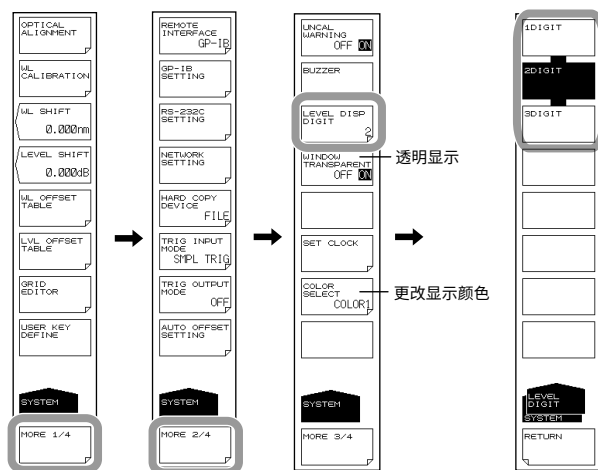 OPTICAL
ALIGNMENT
WL
CALIBRATION
WL SHIFT
0.000nm
LEVEL SHIFT
0.000dB
WL OFFSET
TABLE
LVL OFFSET
TABLE
GRID
EDITOR
USER KEY
DEFINE
SYSTEM
MORE 1/4
REMOTE
INTERFACE
GP-IB
GP-IB
SETTING
RS-232C
SETTING
NETWORK
SETTING
HARD COPY
DEVICE
FILE
TRIG INPUT
MODE
SMPL TRIG
TRIG OUTPUT
MODE
OFF
AUTO OFFSET
SETTING
SYSTEM
MORE 2/4
UNCAL
WARNING
OFF ON
BUZZER
LEVEL DISP
DIGIT
2
WINDOW
TRANSPARENT
OFF ON
透明显示
SET CLOCK
COLOR
SELECT
COLOR1
更改显示颜色
SYSTEM
MORE 3/4
1DIGIT
2DIGIT
3DIGIT
LEVEL
DIGIT
SYSTEM
RETURN